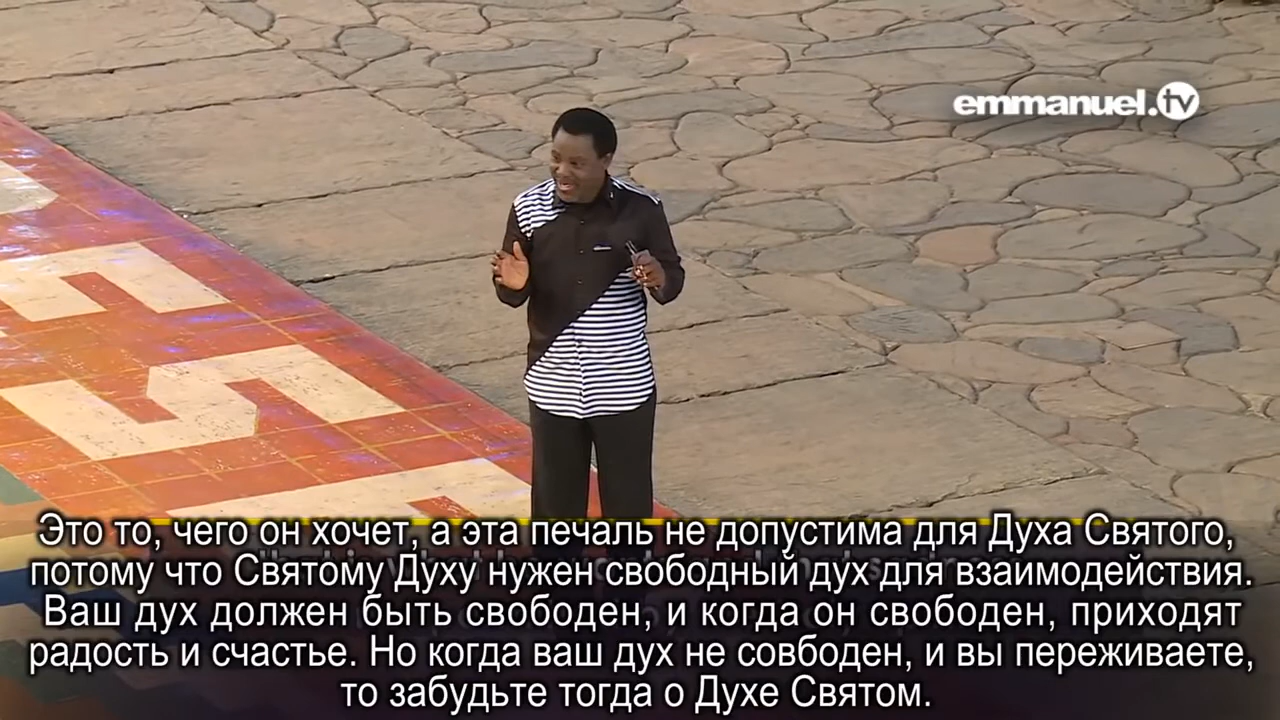 emmanuel.tv
Это то, чего он хочет, а эта печаль не допустима для Духа Святого,
потому что Святому Духу нужен свободный дух для взаимодействия.
Ваш дух должен быть свободен, и когда он свободен, приходят
радость и счастье. Но когда ваш дух не совбоден, и вы переживаете,
то забудьте тогда о Духе Святом.